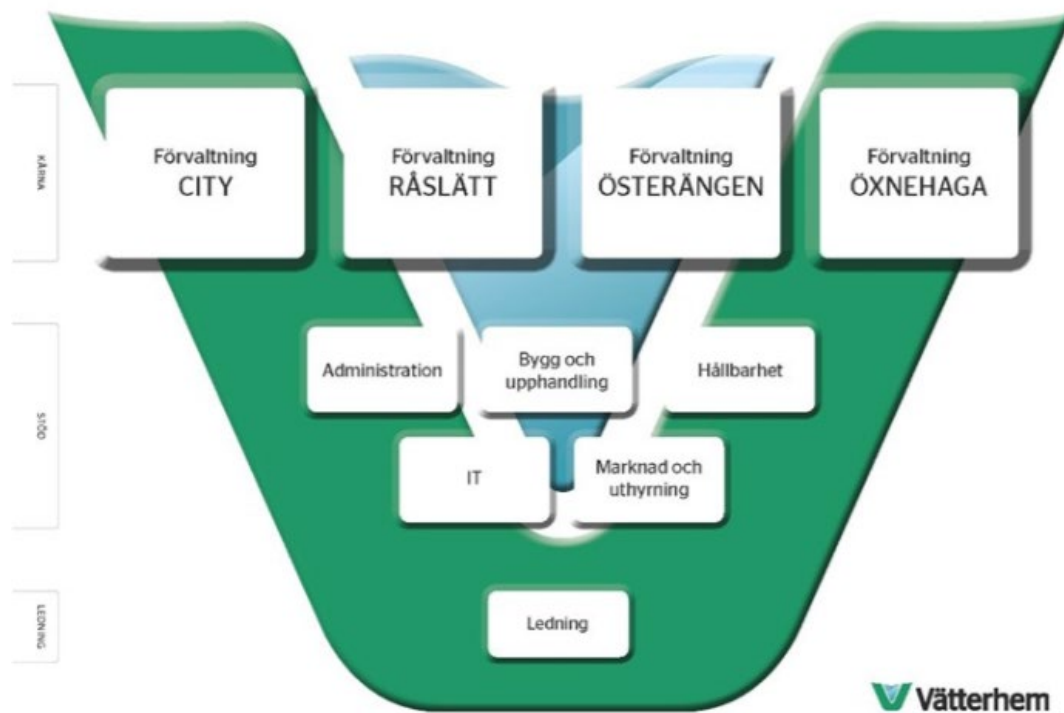 KÄRNA
Förvaltning
CITY
Förvaltning
RÅSLÄTT
Förvaltning
ÖSTERÄNGEN
Förvaltning
ÖXNEHAGA
STÖD
Administration
Bygg och
upphandling
Hållbarhet
IT
Marknad och
uthyrning
LEDNING
Ledning
Vätterhem